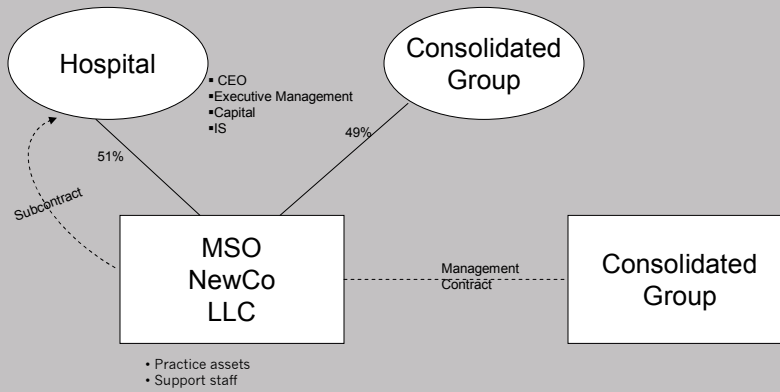 Hospital
▪ CEO
▪Executive Management
▪Capital
▪IS
Consolidated
Group
51%
49%
Subcontract
MSO
NewCo
LLC
Management
Contract
Consolidated
Group
• Practice assets
• Support staff